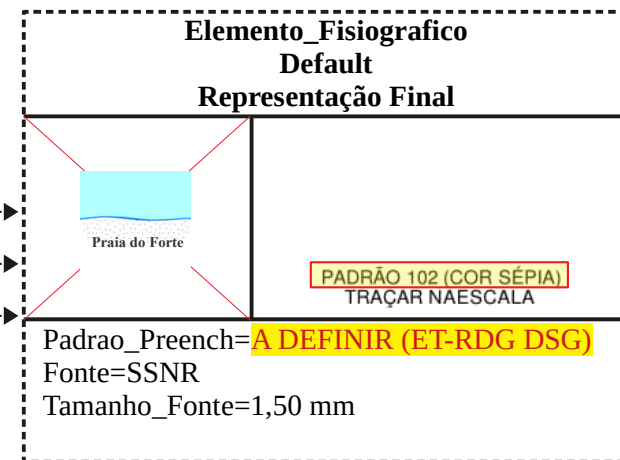 Elemento_Fisiografico
Default
Representação Final
Praia do Forte
PADRÃO 102 (COR SÉPIA)
TRAÇAR NAESCALA
Padrao_Preench=A DEFINIR (ET-RDG DSG)
Fonte=SSNR
Tamanho_Fonte=1,50 mm